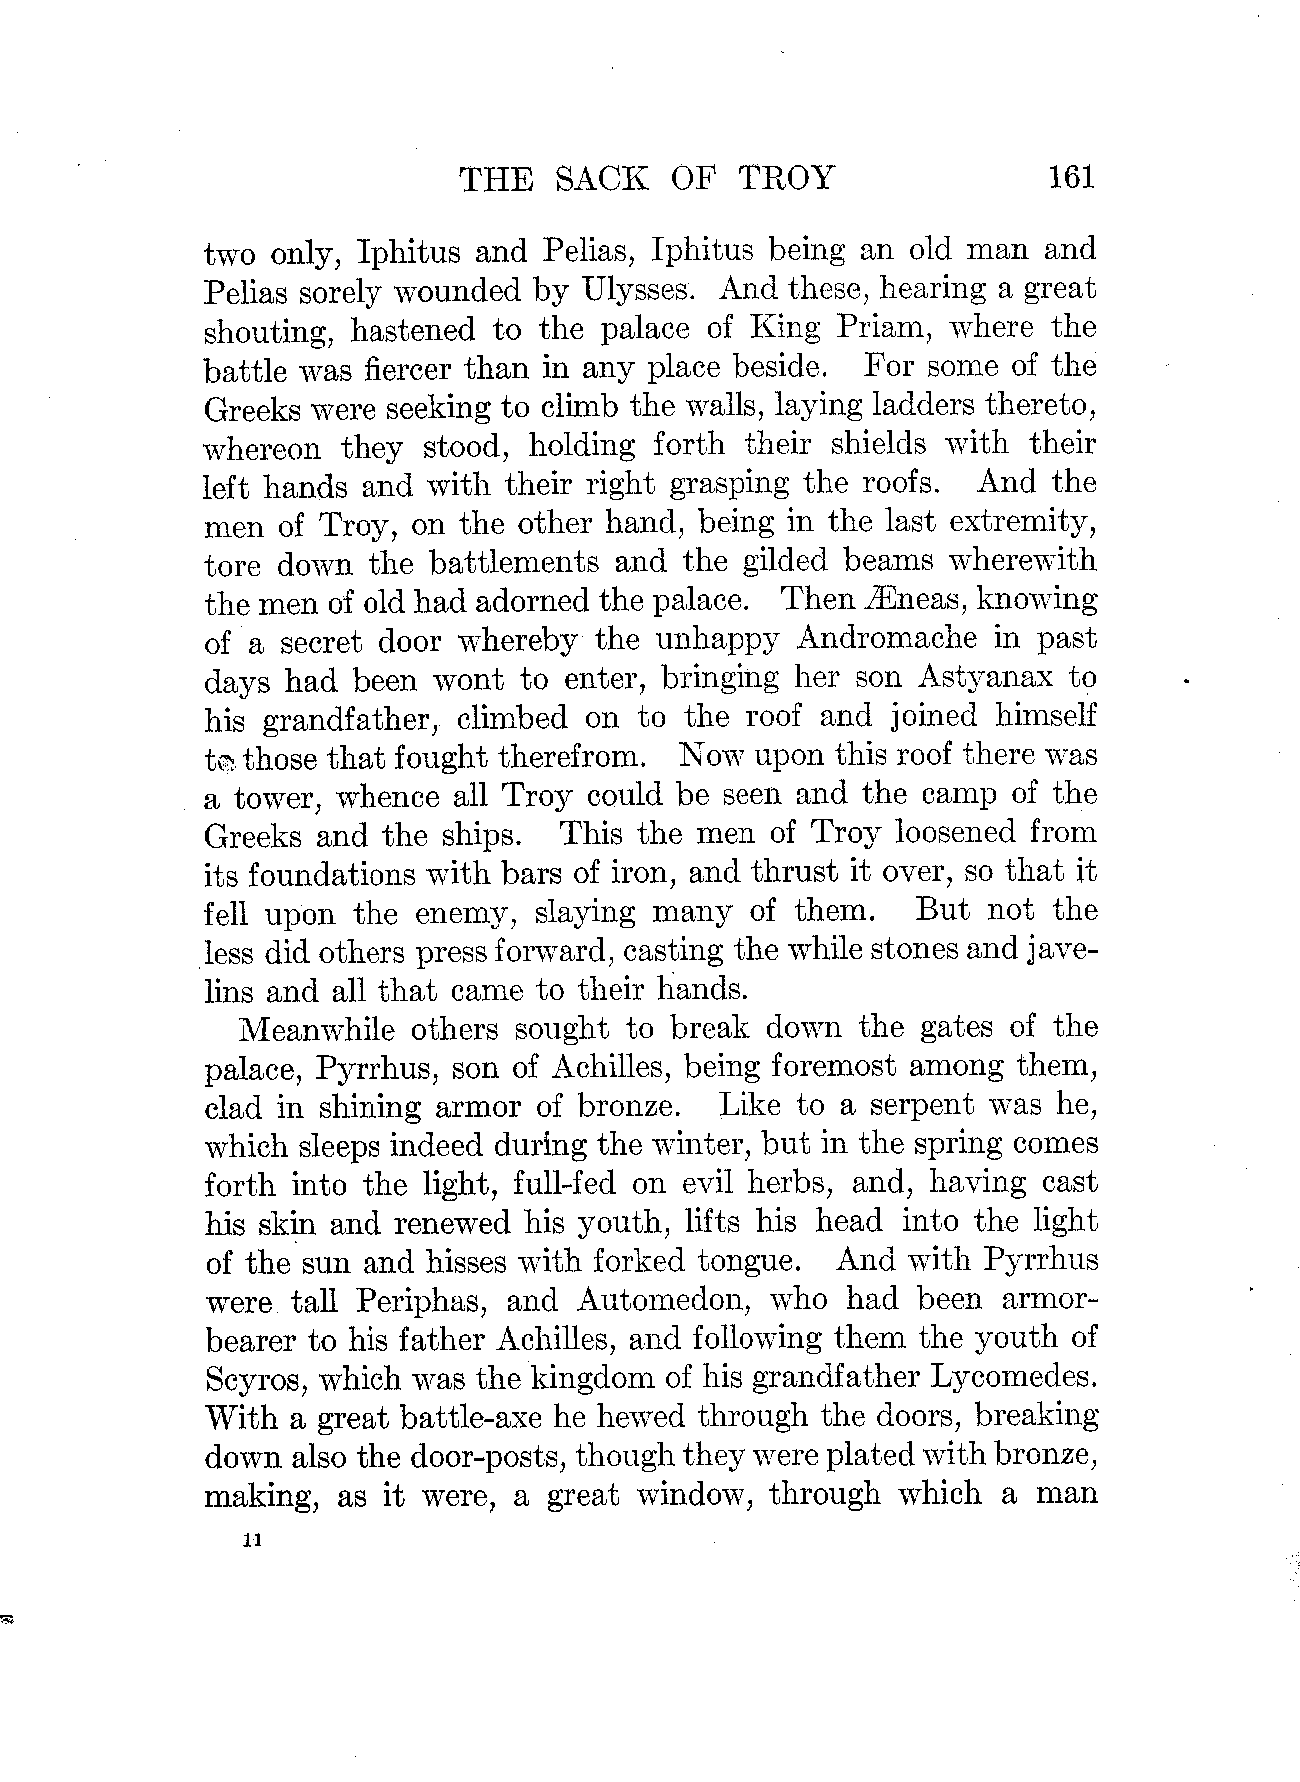 THE SACK OF TROY 161
two only, Iphitus and Pelias, Iphitus being an old man and
Pelias sorely wounded by Ulysses. And these, hearing a great
shouting, hastened to the palace of King Priam, where the
battle was fiercer than in any place beside. For some of the
Greeks were seeking to climb the walls, laying ladders thereto,
whereon they stood, holding forth their shields with their
left hands and with their right grasping the roofs. And the
men of Troy, on the other hand, being in the last extremity,
tore down the battlements and the gilded beams wherewith
the men of old had adorned the palace. Then Æneas, knowing
of a secret door whereby the unhappy Andromache in past
days had been wont to enter, bringing her son Astyanax to
his grandfather, climbed on to the roof and joined himself
to those that fought therefrom. Now upon this roof there was
a tower, whence all Troy could be seen and the camp of the
Greeks and the ships. This the men of Troy loosened from
its foundations with bars of iron, and thrust it over, so that it
fell upon the enemy, slaying many of them. But not the
less did others press forward, casting the while stones and jave-
lins and all that came to their hands.
Meanwhile others sought to break down the gates of the
palace, Pyrrhus, son of Achilles, being foremost among them,
clad in shining armor of bronze. Like to a serpent was he,
which sleeps indeed during the winter, but in the spring comes
forth into the light, full-fed on evil herbs, and, having cast
his skin and renewed his youth, lifts his head into the light
of the sun and hisses with forked tongue. And with Pyrrhus
were tall Periphas, and Automedon, who had been armor-
bearer to his father Achilles, and following them the youth of
Scyros, which was the kingdom of his grandfather Lycomedes.
With a great battle-axe he hewed through the doors, breaking
down also the door-posts, though they were plated with bronze,
making, as it were, a great window, through which a man
11